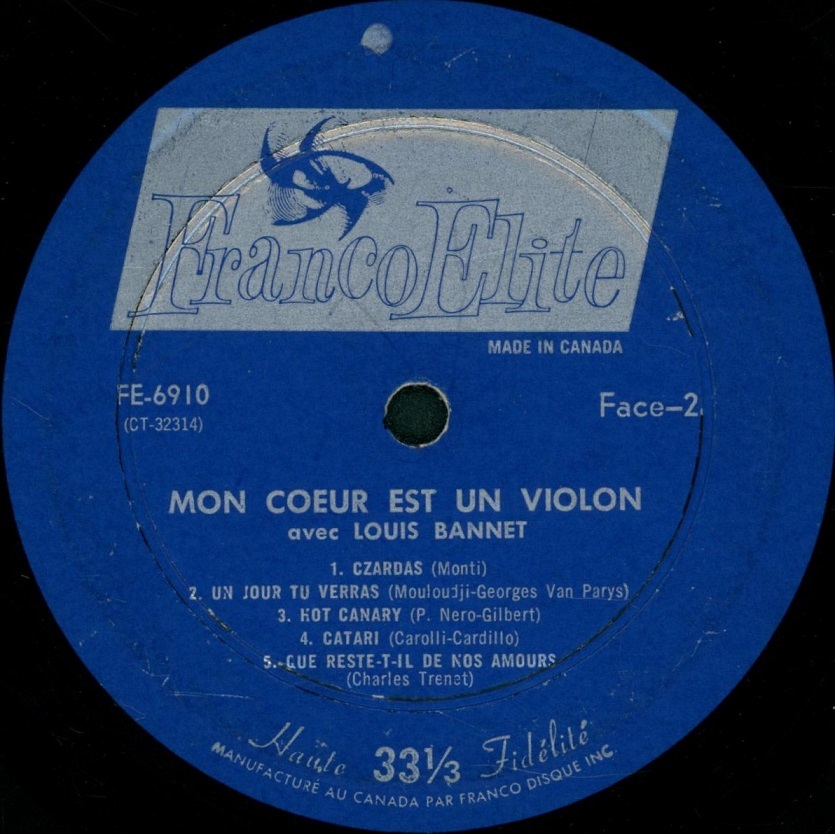 FrancoElite
MADE IN CANADA
FE-6910
(CT-32314)
Face-2
MON COEUR EST UN VIOLON
avec LOUIS BANNET
1. CZARDAS (Monti)
2. UN JOUR TU VERRAS (Mouloudji-Georges Van Parys)
3. HOT CANARY (P. Nero-Gilbert)
4. CATARI (Carolli-Cardillo)
5. QUE RESTE-T-IL DE NOS AMOURS
(Charles Trenet)
Haute 33⅓ Fidélité
MANUFACTURÉ AU CANADA PAR FRANCO DISQUE INC.